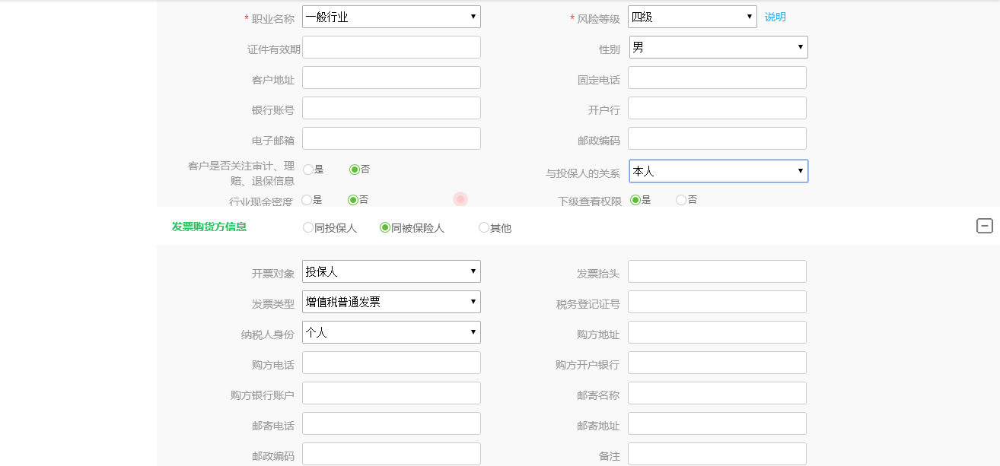 * 职业名称 一般行业 * 风险等级 四级 说明
证件有效期 性别 男
客户地址 固定电话
银行账号 开户行
电子邮箱 邮政编码
客户是否关注审计、理
赔、退保信息 是 否 与投保人的关系 本人
行业现金密度 是 否 下级查看权限 是 否
发票购货方信息 同投保人 同被保险人 其他
开票对象 投保人 发票抬头
发票类型 增值税普通发票 税务登记证号
纳税人身份 个人 购方地址
购方电话 购方开户银行
购方银行账户 邮寄名称
邮寄电话 邮寄地址
邮政编码 备注